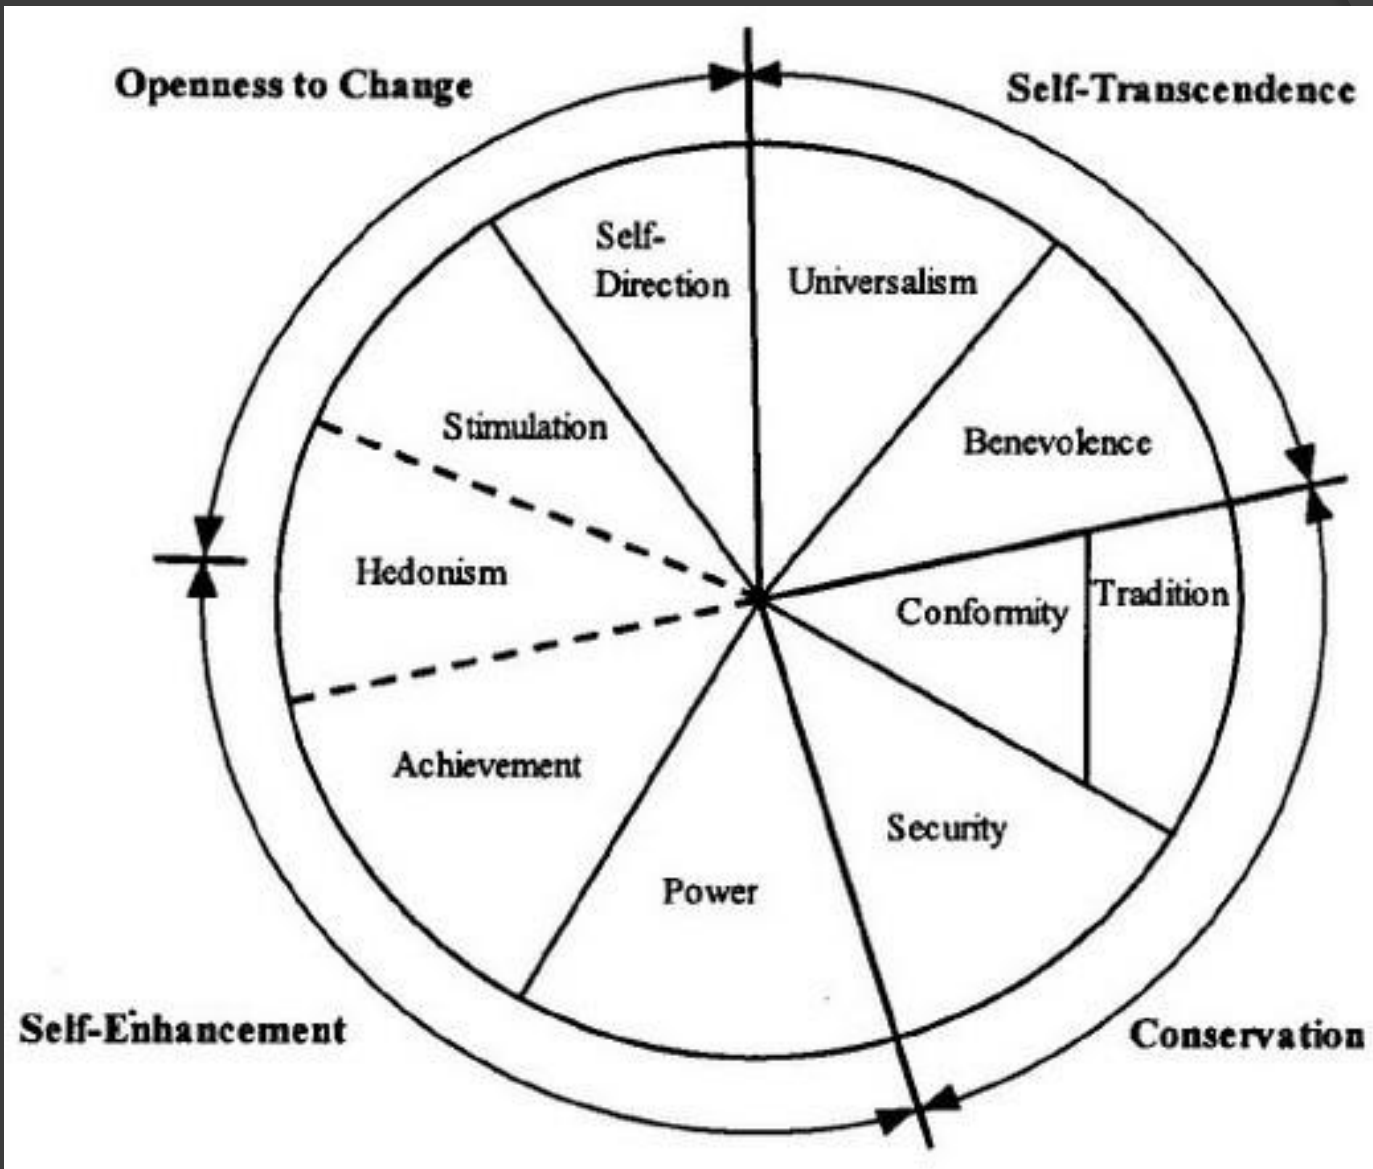 Openness to Change
Self-Transcendence
Self-
Direction
Universalism
Stimulation
Benevolence
Hedonism
Conformity
Tradition
Achievement
Security
Power
Self-Enhancement
Conservation